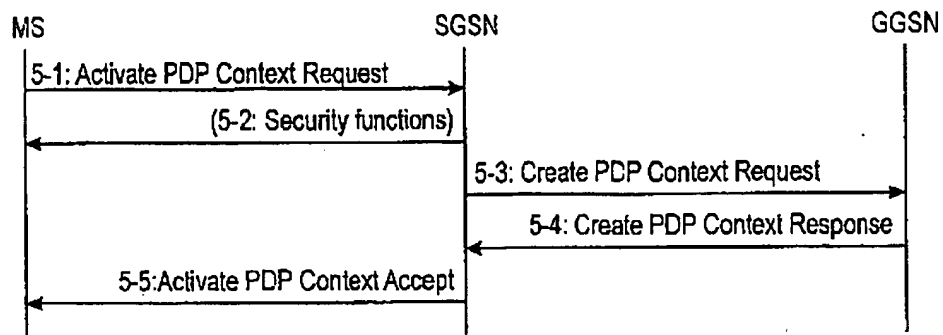 MS SGSN GGSN
5-1: Activate PDP Context Request
(5-2: Security functions)
5-3: Create PDP Context Request
5-4: Create PDP Context Response
5-5:Activate PDP Context Accept